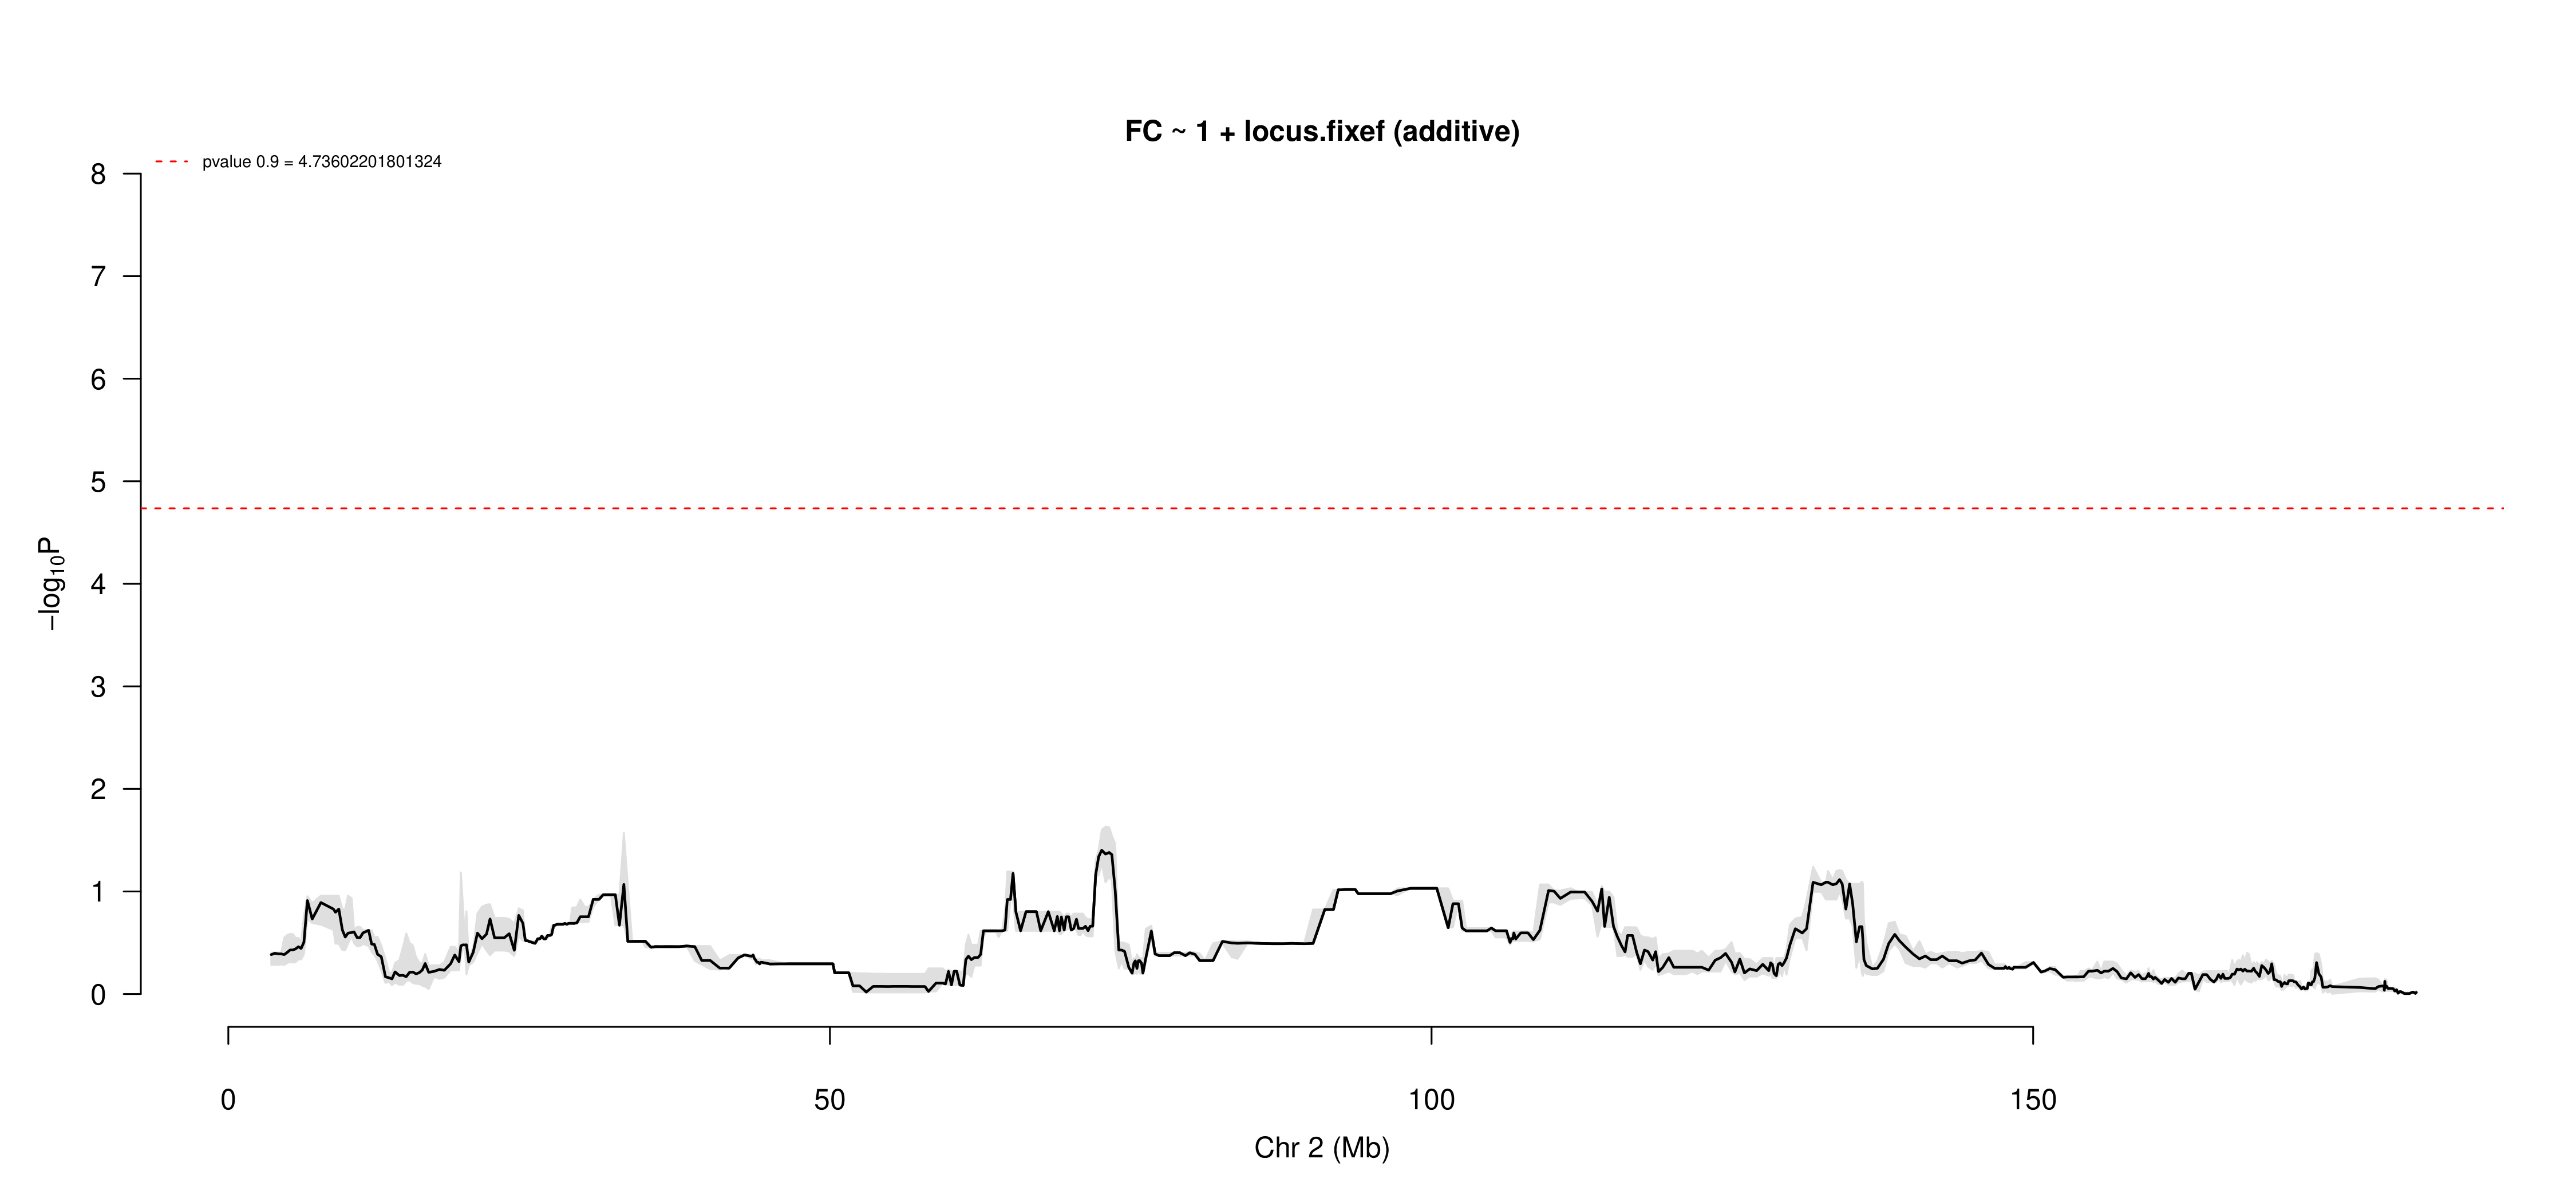 FC ~ 1 + locus.fixef (additive)
pvalue 0.9 = 4.73602201801324
8
7
6
5
4
3
2
1
0
−log10P
0 50 100 150
Chr 2 (Mb)